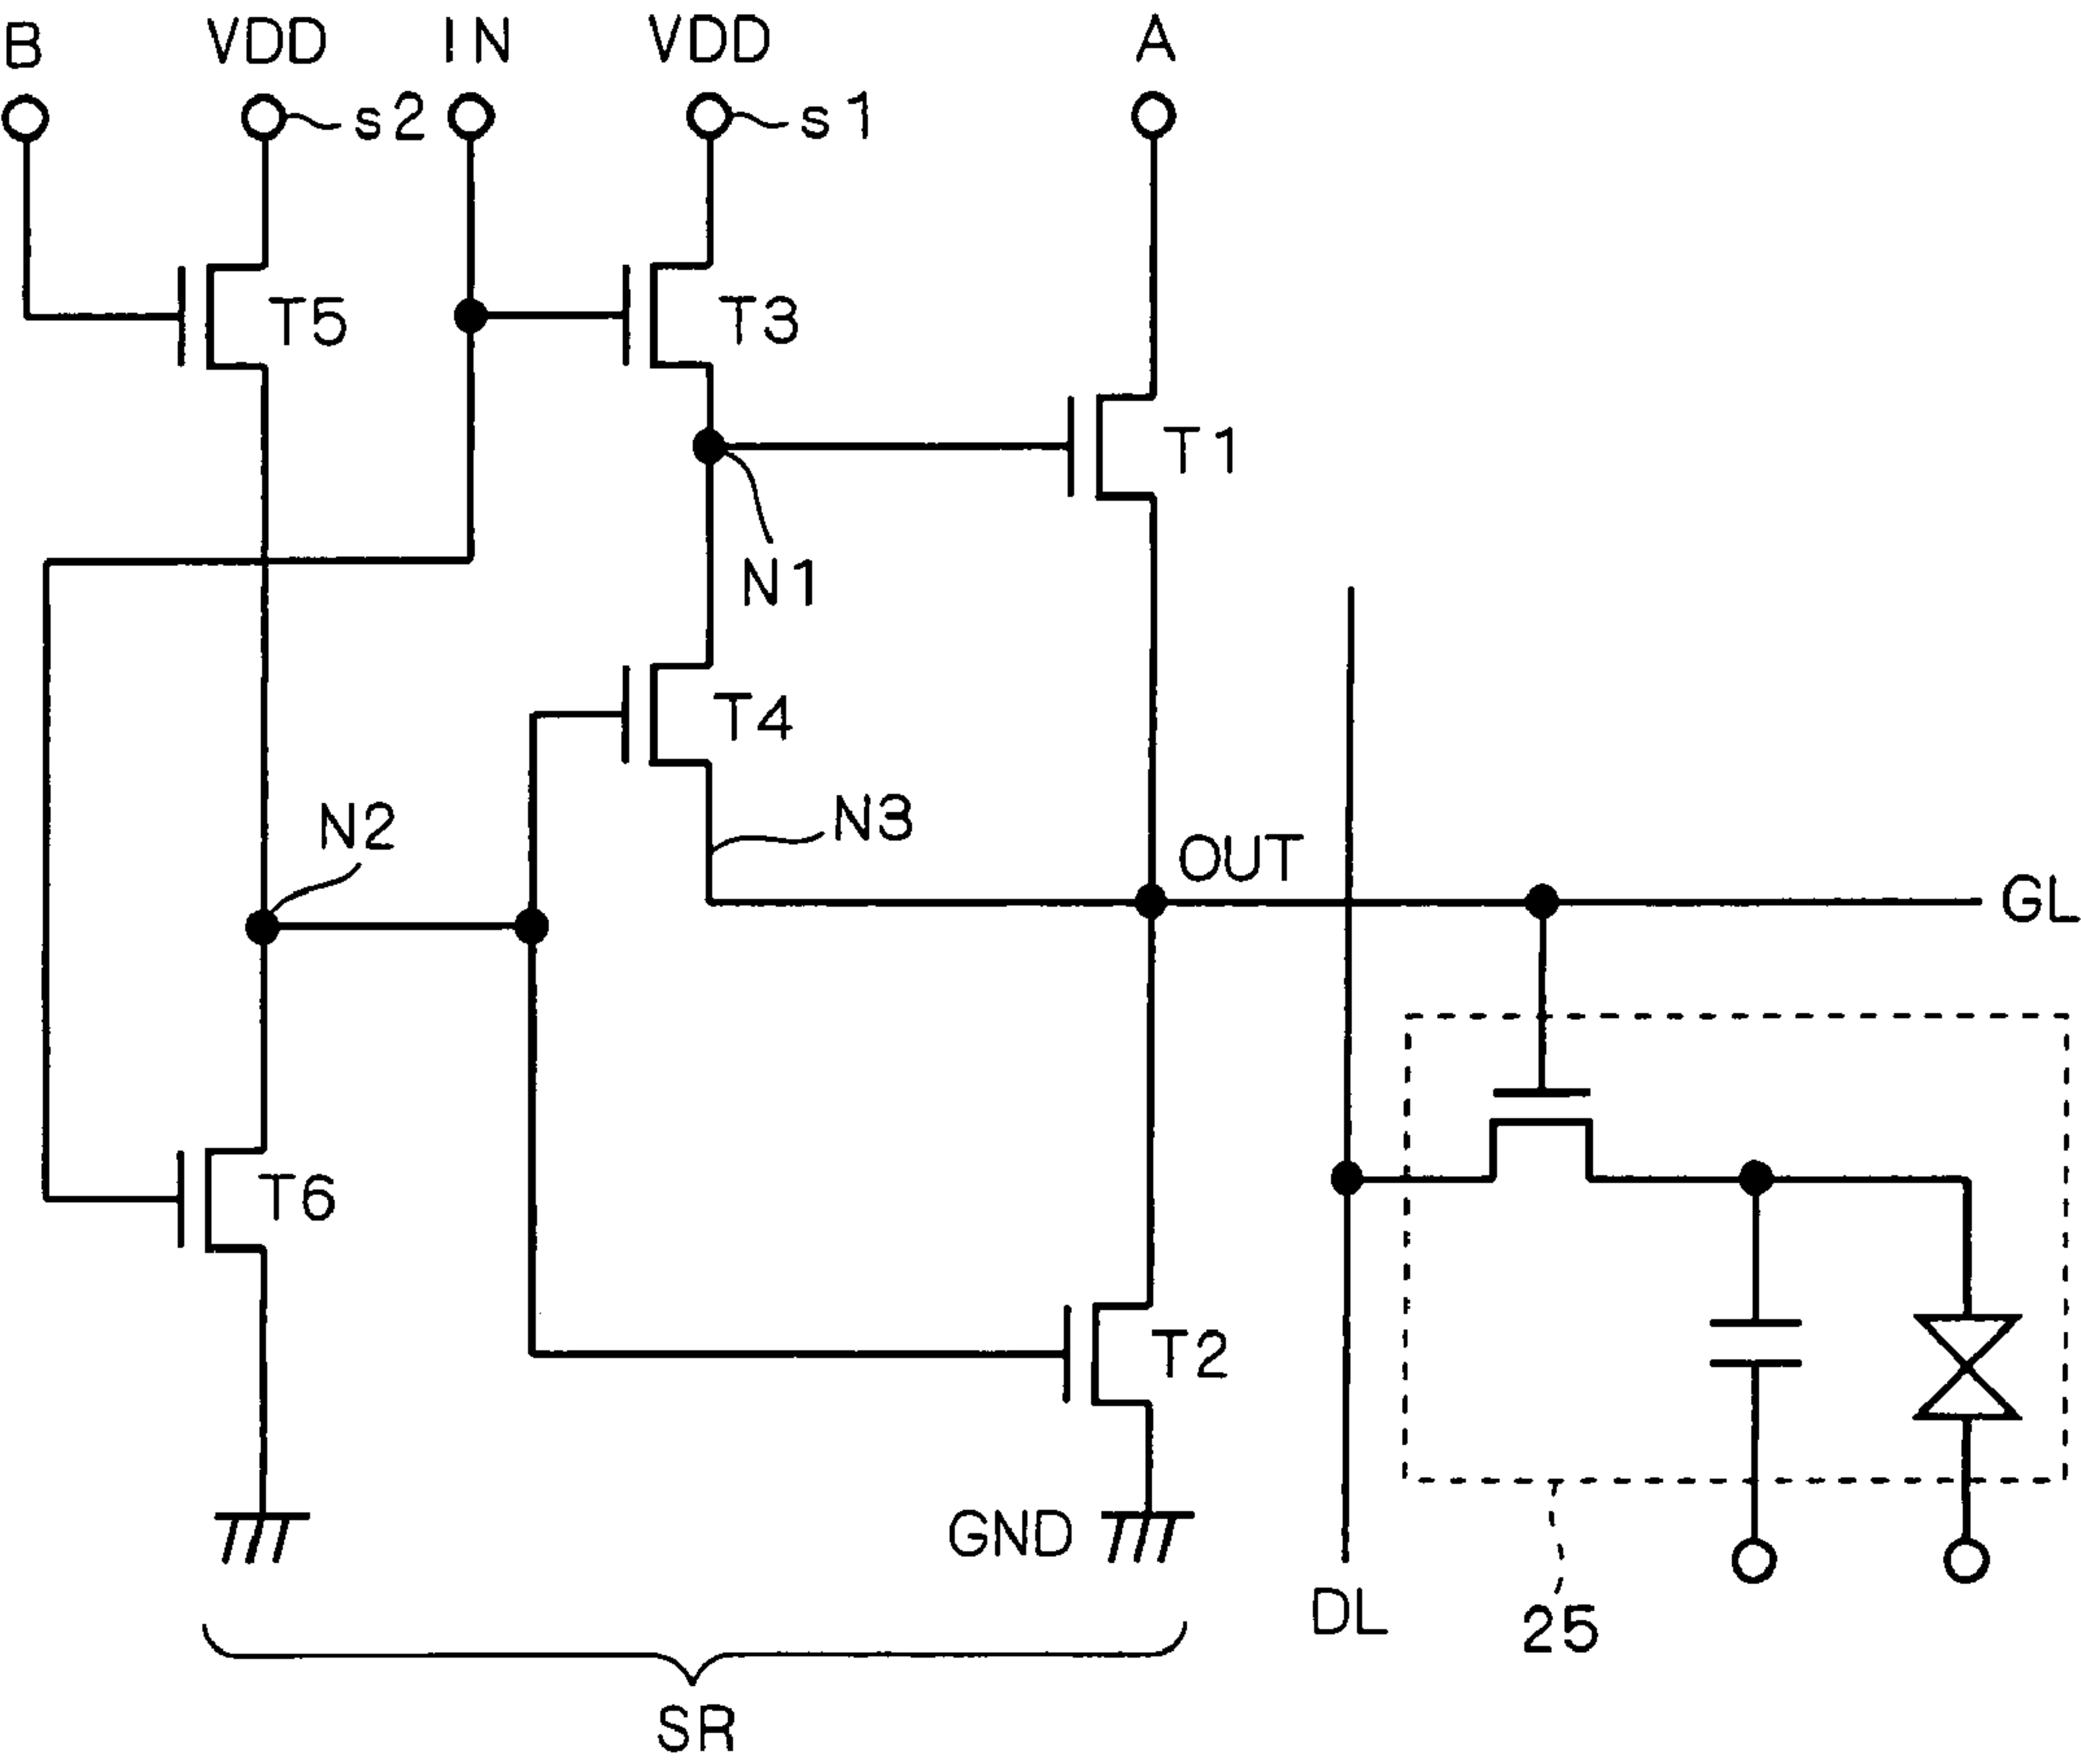 B VDD IN VDD A
s2 s1
T5 T3
T1
N1
T4
N2 N3
OUT
GL
T6
T2
GND
DL
25
SR